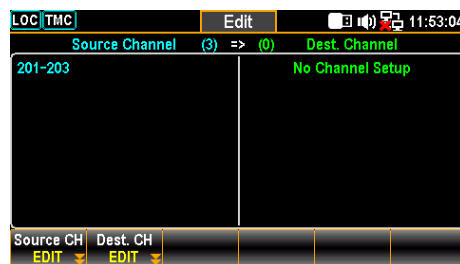 LOC TMC Edit 11:53:04
Source Channel (3) => (0) Dest. Channel
201-203 No Channel Setup
Source CH Dest. CH
EDIT EDIT